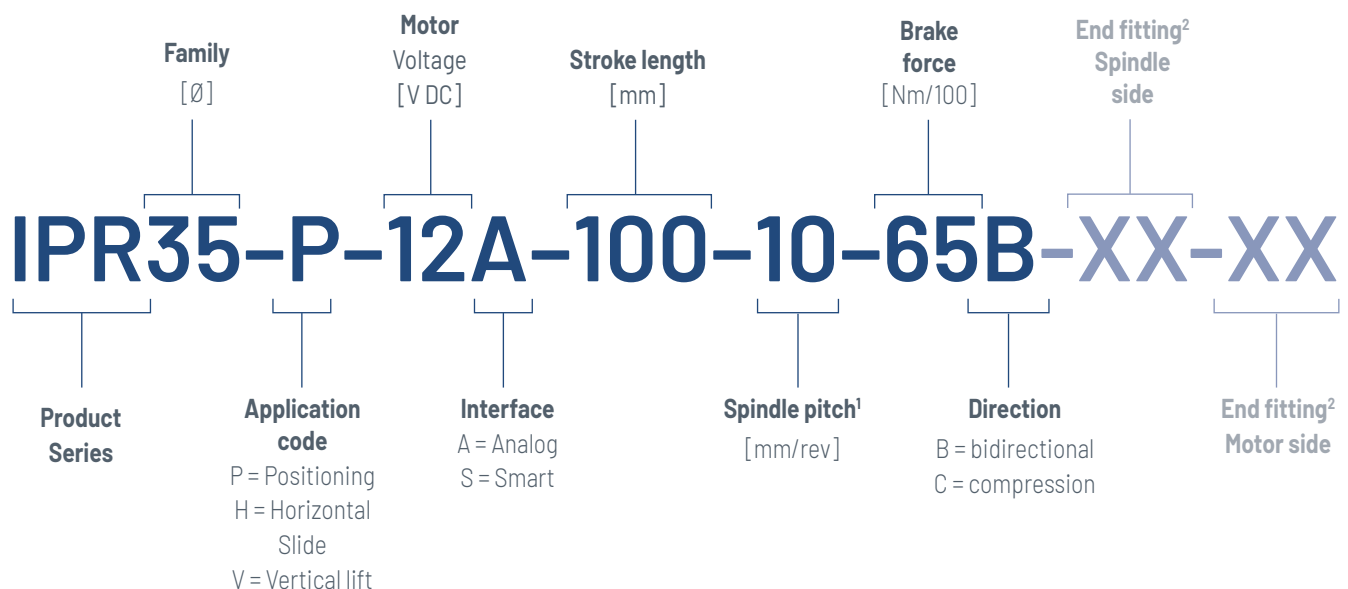 Family
[Ø]
Motor
Voltage
[V DC]
Stroke length
[mm]
Brake
force
[Nm/100]
End fitting²
Spindle
side
IPR35–P–12A–100–10–65B–XX–XX
Product
Series
Application
code
P = Positioning
H = Horizontal
Slide
V = Vertical lift
Interface
A = Analog
S = Smart
Spindle pitch¹
[mm/rev]
Direction
B = bidirectional
C = compression
End fitting²
Motor side